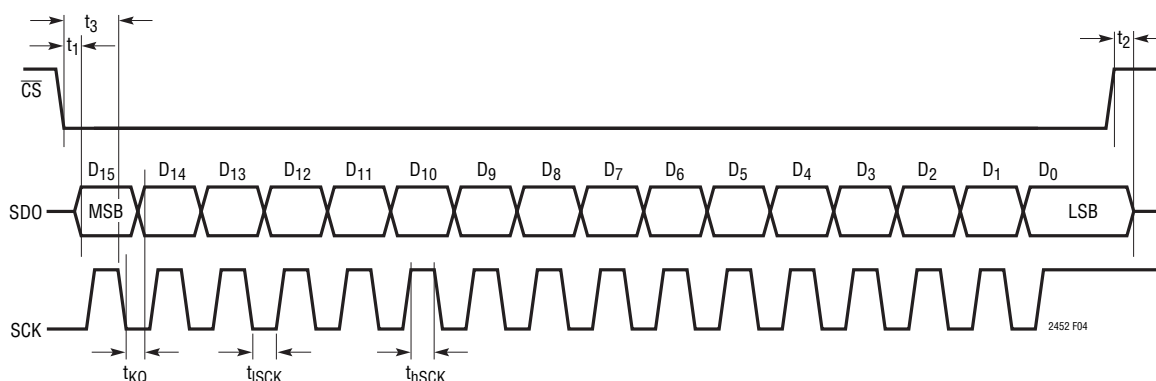 t3
t1
t2
CS
D15 D14 D13 D12 D11 D10 D9 D8 D7 D6 D5 D4 D3 D2 D1 D0
SDO MSB LSB
SCK
2452 F04
tKQ tlSCK thSCK